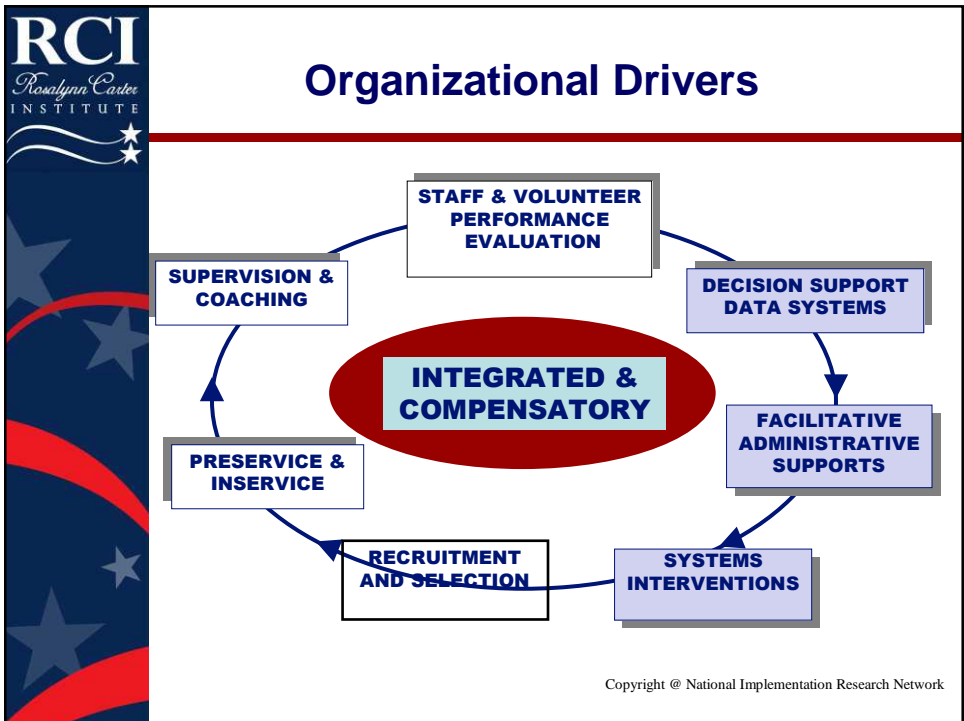 RCI
Rosalynn Carter
INSTITUTE
Organizational Drivers
STAFF & VOLUNTEER
PERFORMANCE
EVALUATION
SUPERVISION &
COACHING
DECISION SUPPORT
DATA SYSTEMS
INTEGRATED &
COMPENSATORY
FACILITATIVE
ADMINISTRATIVE
SUPPORTS
PRESERVICE &
INSERVICE
RECRUITMENT
AND SELECTION
SYSTEMS
INTERVENTIONS
Copyright @ National Implementation Research Network